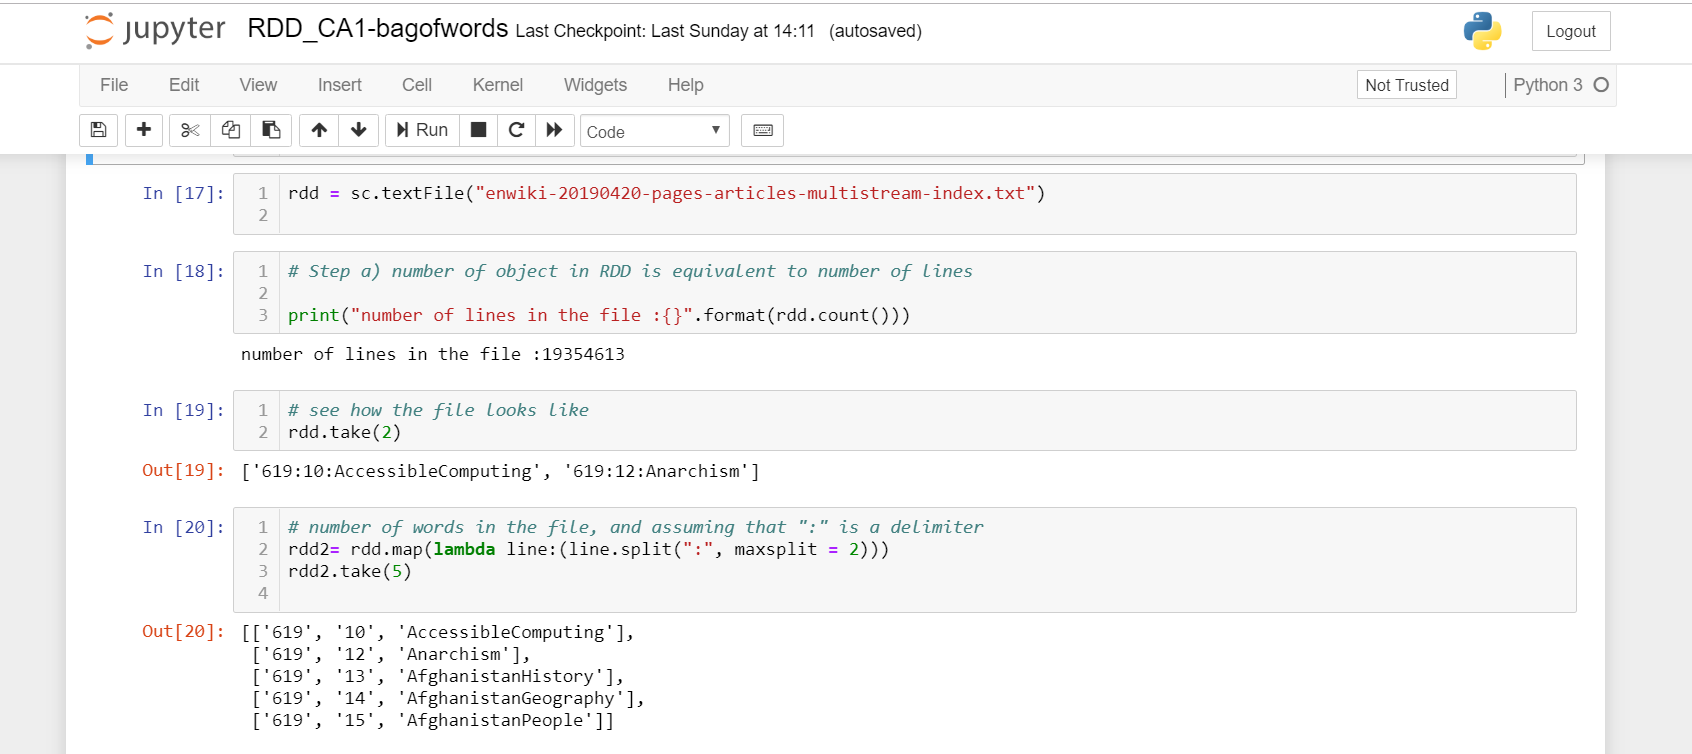 jupyter RDD_CA1-bagofwords Last Checkpoint: Last Sunday at 14:11 (autosaved) Logout
File Edit View Insert Cell Kernel Widgets Help Not Trusted Python 3
Run Code
In [17]: 1 rdd = sc.textFile("enwiki-20190420-pages-articles-multistream-index.txt")
2
In [18]: 1 # Step a) number of object in RDD is equivalent to number of lines
2
3 print("number of lines in the file :{}".format(rdd.count()))
number of lines in the file :19354613
In [19]: 1 # see how the file looks like
2 rdd.take(2)
Out[19]: ['619:10:AccessibleComputing', '619:12:Anarchism']
In [20]: 1 # number of words in the file, and assuming that ":" is a delimiter
2 rdd2= rdd.map(lambda line:(line.split(":", maxsplit = 2)))
3 rdd2.take(5)
4
Out[20]: [['619', '10', 'AccessibleComputing'],
['619', '12', 'Anarchism'],
['619', '13', 'AfghanistanHistory'],
['619', '14', 'AfghanistanGeography'],
['619', '15', 'AfghanistanPeople']]